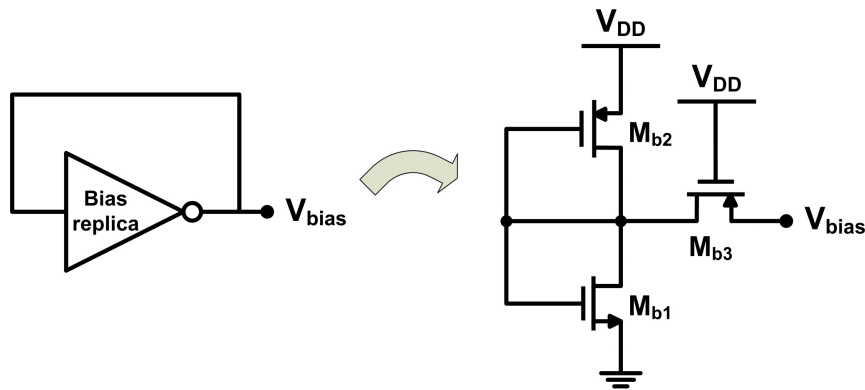 Bias
replica
Vbias
VDD
Mb2
VDD
Mb3
Vbias
Mb1